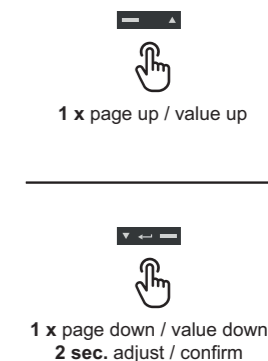 1 x page up / value up
1 x page down / value down
2 sec. adjust / confirm